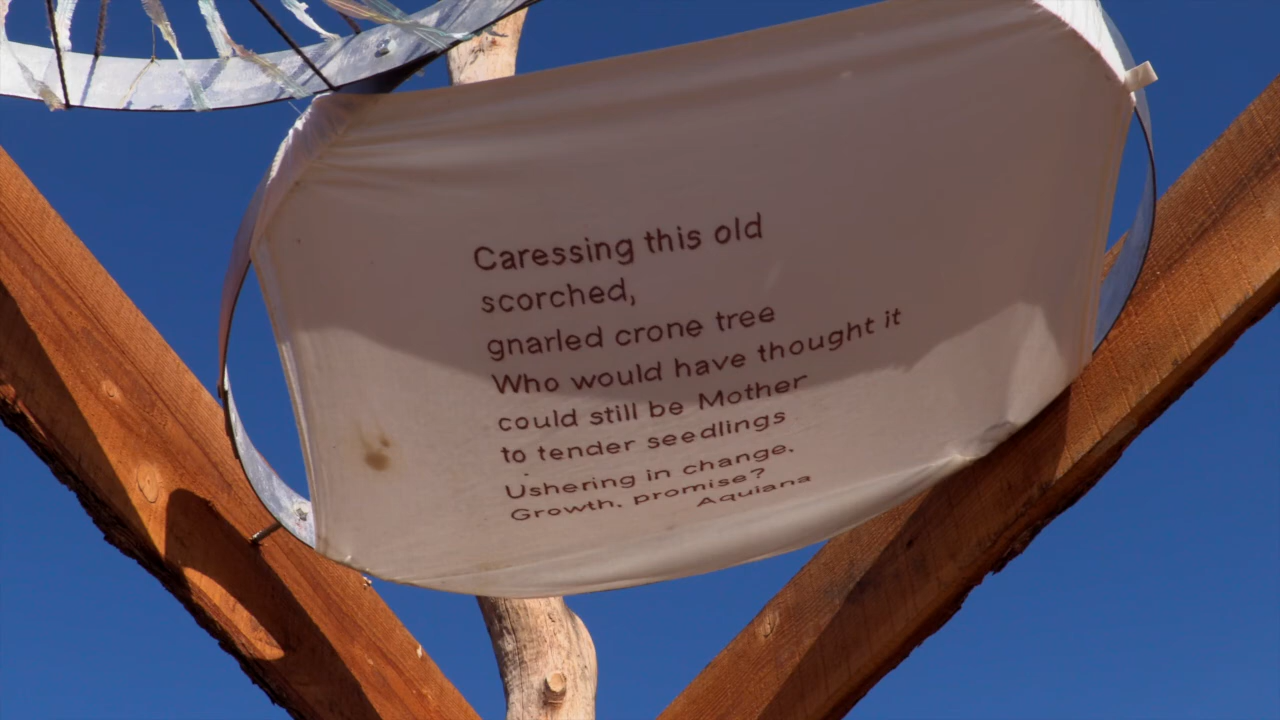 Caressing this old
scorched,
gnarled crone tree
Who would have thought it
could still be Mother
to tender seedlings
Ushering in change.
Growth. promise?
Aquiana